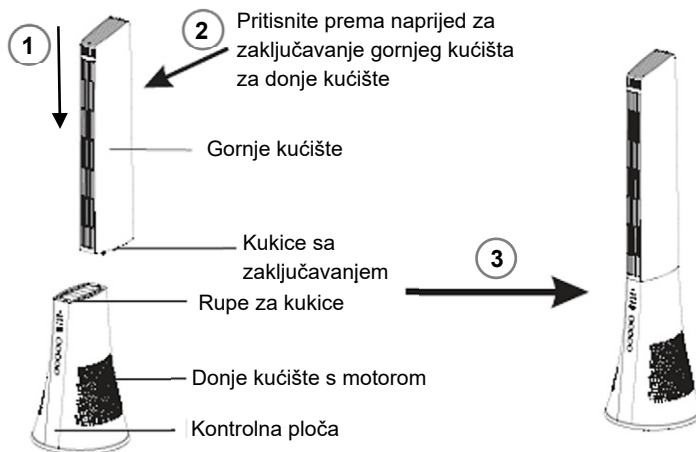 1
2
Pritisnite prema naprijed za
zaključavanje gornjeg kućišta
za donje kućište
Gornje kućište
Kukice sa
zaključavanjem
3
Rupe za kukice
Donje kućište s motorom
Kontrolna ploča